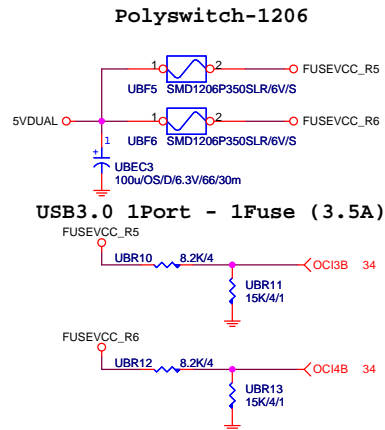 Polyswitch-1206
1 2 FUSEVCC_R5
UBF5 SMD1206P350SLR/6V/S
5VDUAL 1 2 FUSEVCC_R6
UBF6 SMD1206P350SLR/6V/S
1
+
UBEC3
100u/OS/D/6.3V/66/30m
USB3.0 1Port - 1Fuse (3.5A)
FUSEVCC_R5
UBR10 8.2K/4
OCI3B 34
UBR11
15K/4/1
FUSEVCC_R6
UBR12 8.2K/4
OCI4B 34
UBR13
15K/4/1